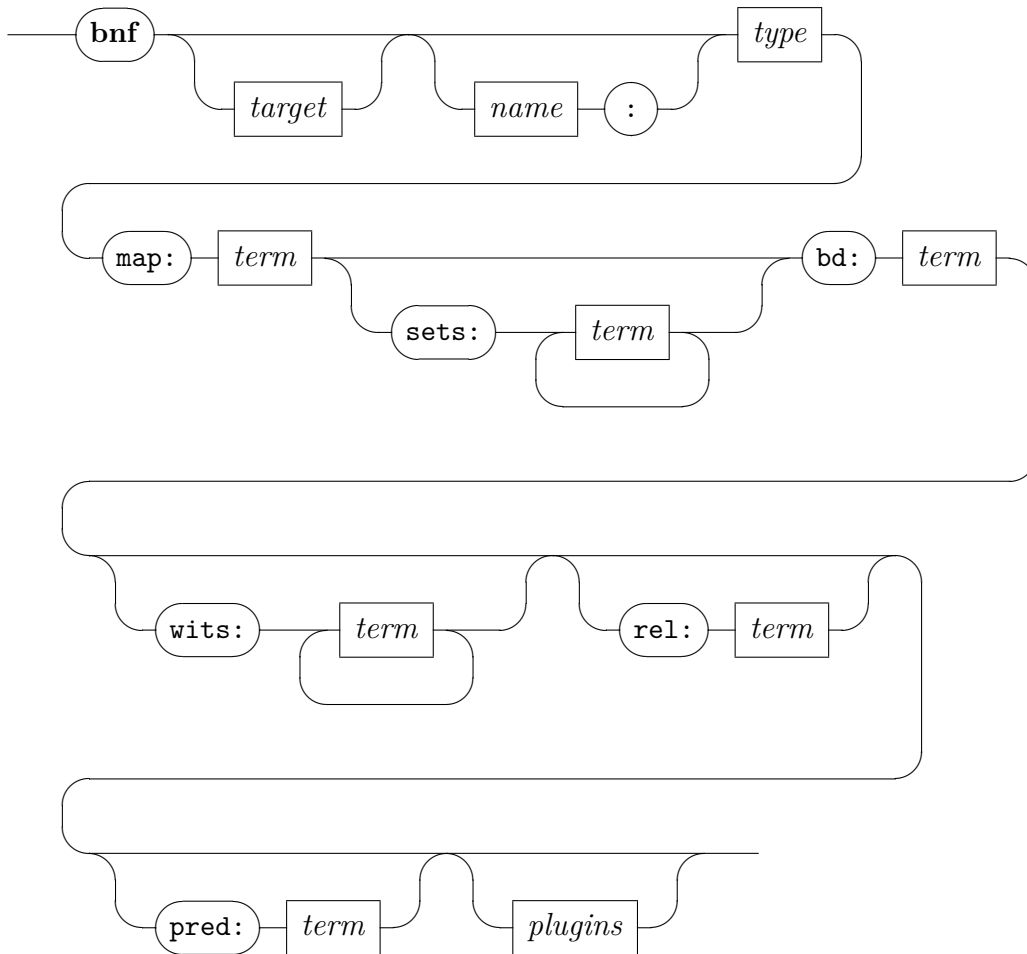 bnf type
target name :
map: term bd: term
sets: term
wits: term rel: term
pred: term plugins